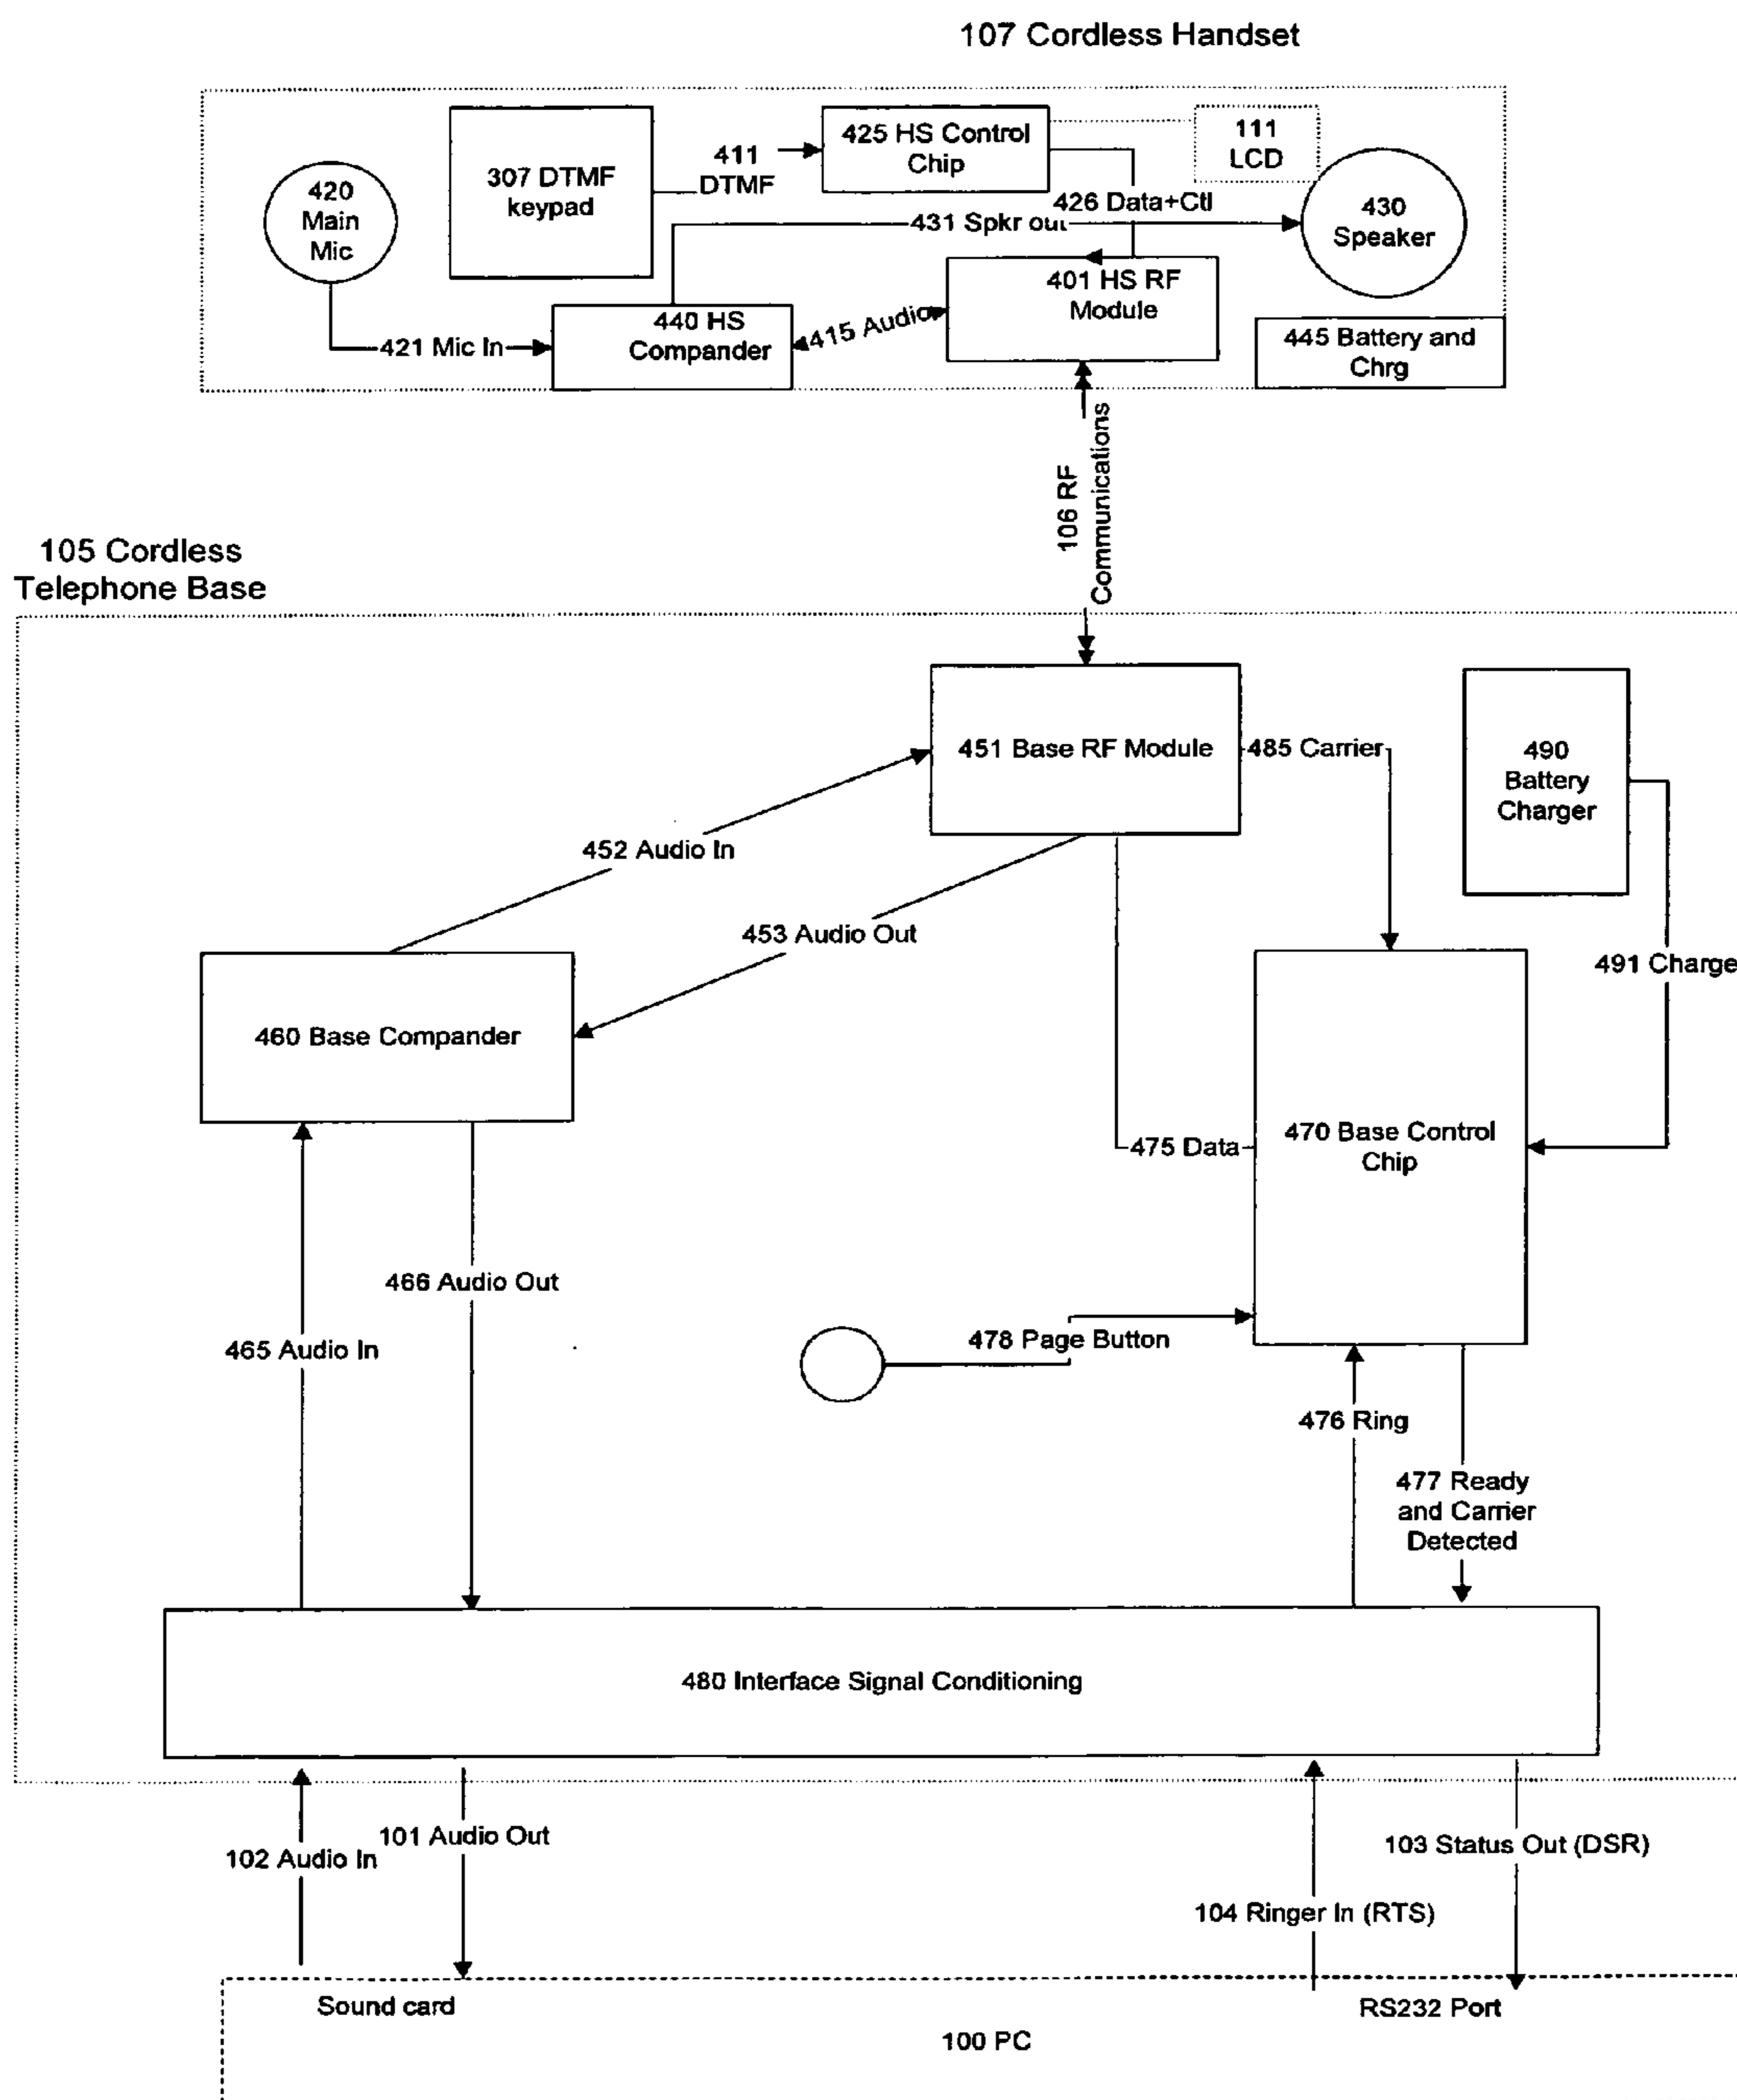 107 Cordless Handset
420
Main
Mic
307 DTMF
keypad
411
DTMF
425 HS Control
Chip
111
LCD
426 Data+Ctl
431 Spkr out
430
Speaker
421 Mic In
440 HS
Compander
415 Audio
401 HS RF
Module
445 Battery and
Chrg
106 RF
Communications
105 Cordless
Telephone Base
451 Base RF Module
485 Carrier
490
Battery
Charger
452 Audio In
453 Audio Out
491 Charge
460 Base Compander
475 Data
470 Base Control
Chip
466 Audio Out
465 Audio In
478 Page Button
476 Ring
477 Ready
and Carrier
Detected
480 Interface Signal Conditioning
102 Audio In
101 Audio Out
103 Status Out (DSR)
104 Ringer In (RTS)
Sound card
RS232 Port
100 PC